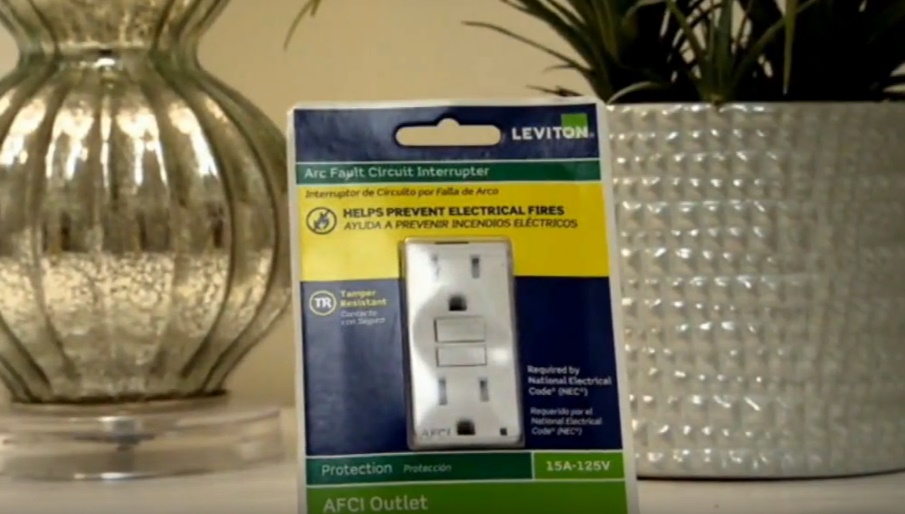 LEVITON
Arc Fault Circuit Interrupter
Interruptor de Circuito por Falla de Arco
HELPS PREVENT ELECTRICAL FIRES
AYUDA A PREVENIR INCENDIOS ELÉCTRICOS
TR
Tamper
Resistant
Contacto
con Seguro
Required by
National Electrical
Code® (NEC®)
Requerido por el
National Electrical
Code® (NEC®)
AFCI
Protection Protección
15A-125V
AFCI Outlet